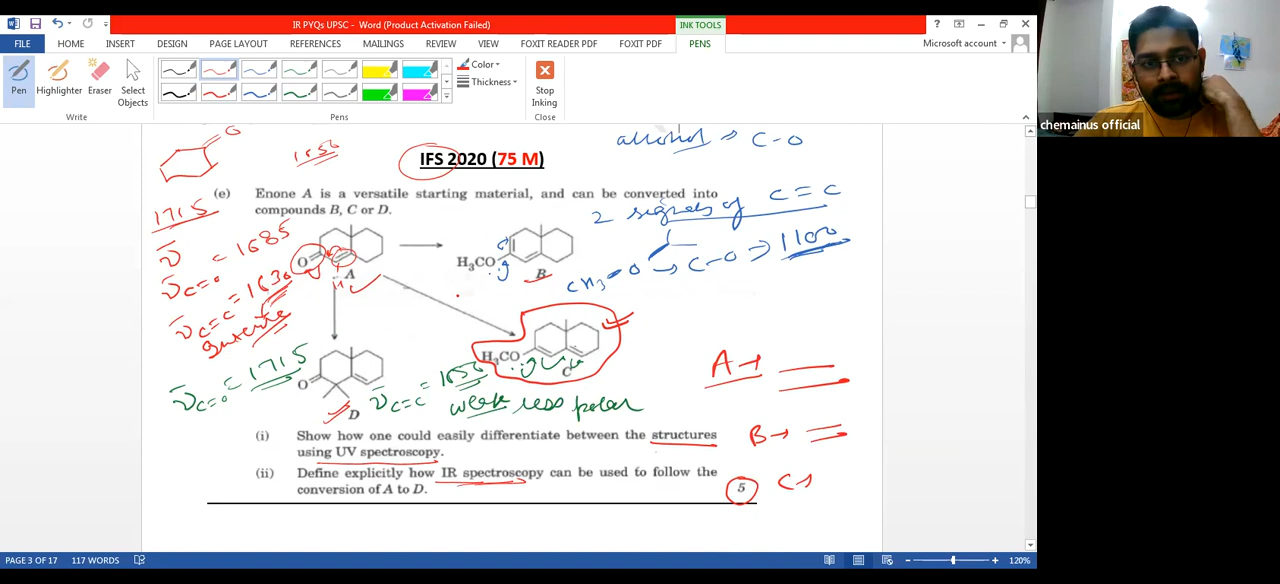 IR PYQs UPSC - Word (Product Activation Failed)
INK TOOLS
FILE HOME INSERT DESIGN PAGE LAYOUT REFERENCES MAILINGS REVIEW VIEW FOXIT READER PDF FOXIT PDF PENS
Microsoft account
Pen Highlighter Eraser Select Objects
Color
Thickness
Stop Inking
Write Pens Close
chemainus official
O
1650
alcohol → C-O
IFS 2020 (75 M)
(e) Enone A is a versatile starting material, and can be converted into
compounds B, C or D.
1715
ν̄ = 1685
ν̄ C=O
ν̄ C=C = 1630
2 signals of C=C
CH3-O → C-O ⇒ 1100
O
A
H3CO
B
H3CO
C
O
D
ν̄ C=O = 1715
ν̄ C=C = 1650
weak less polar
A→
B→
C→
(i) Show how one could easily differentiate between the structures
using UV spectroscopy.
(ii) Define explicitly how IR spectroscopy can be used to follow the
conversion of A to D.
5
PAGE 3 OF 17 117 WORDS
120%